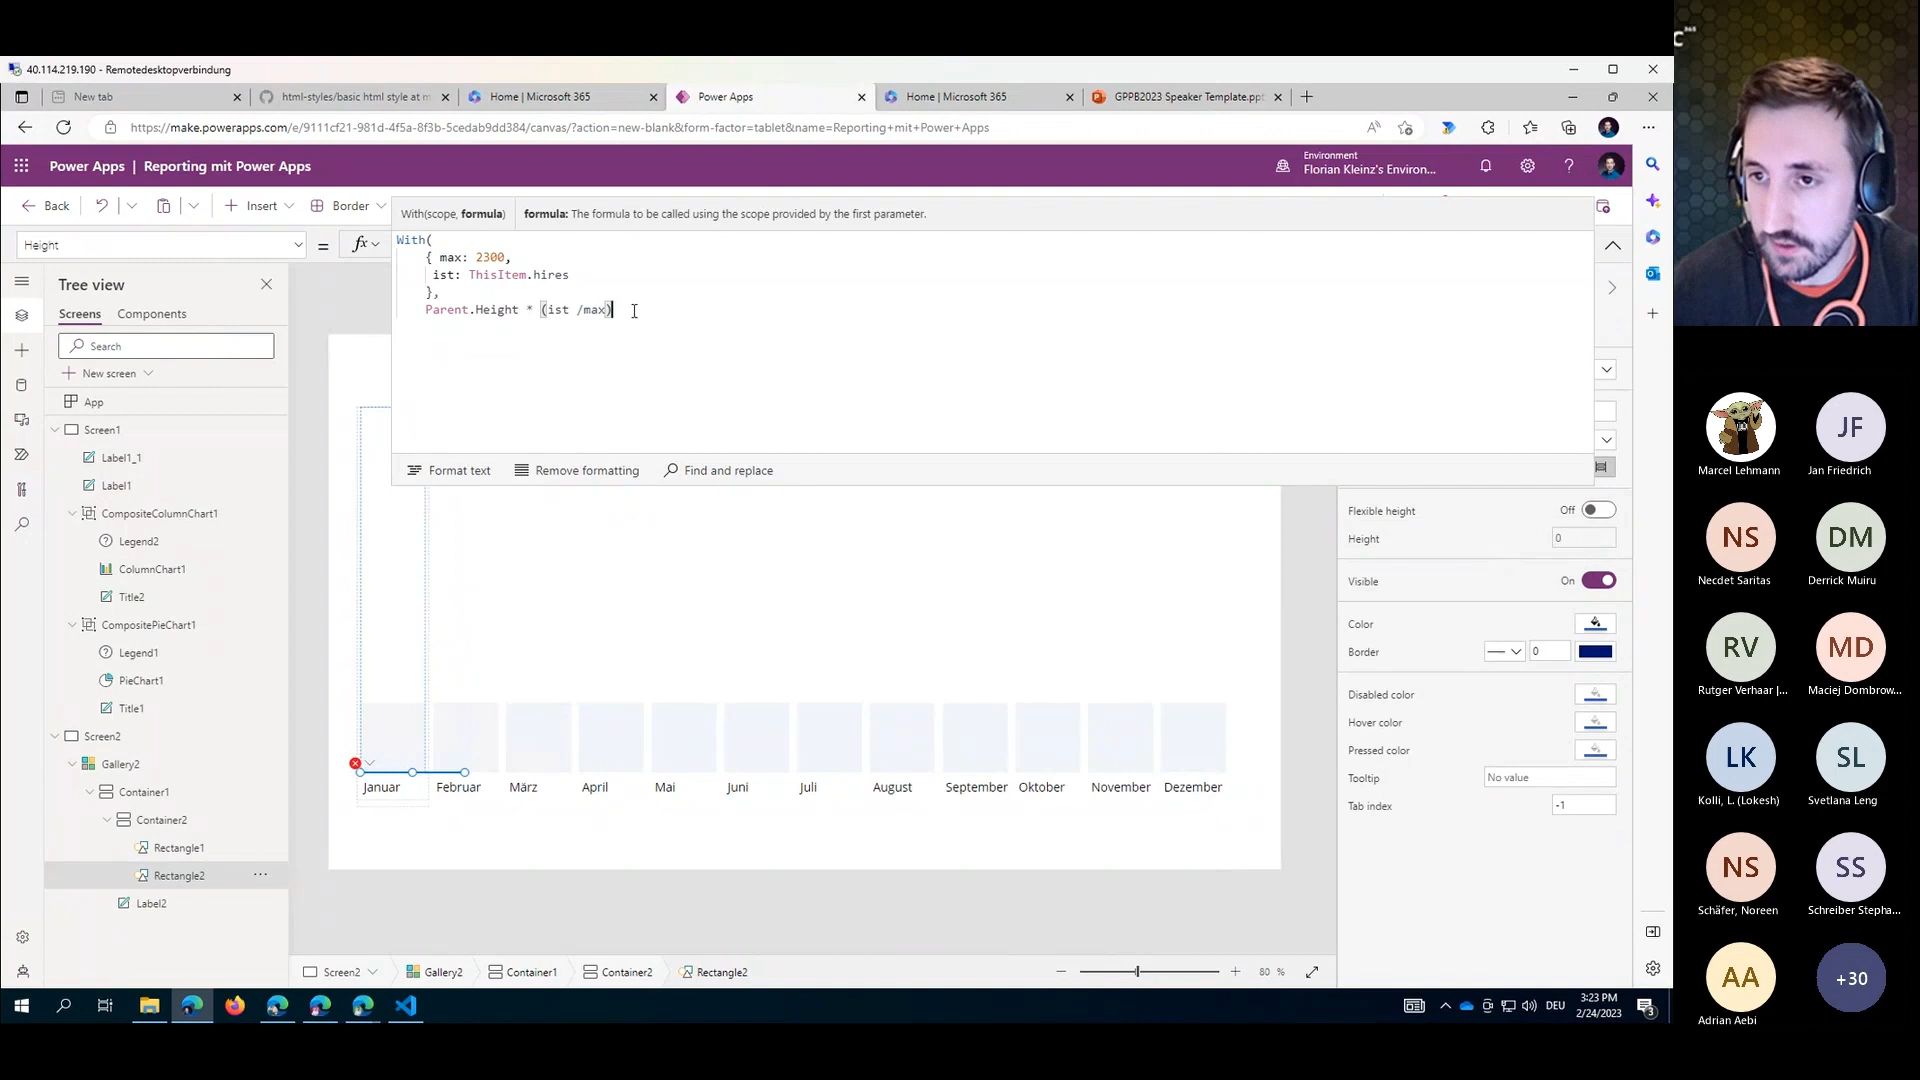 40.114.219.190 - Remotedesktopverbindung
New tab
html-styles/basic html style at m
Home | Microsoft 365
Power Apps
Home | Microsoft 365
GPPB2023 Speaker Template.ppt
https://make.powerapps.com/e/9111cf21-981d-4f5a-8f3b-5cedab9dd384/canvas/?action=new-blank&form-factor=tablet&name=Reporting+mit+Power+Apps
Power Apps | Reporting mit Power Apps
Environment
Florian Kleinz's Environ...
Back
Insert
Border
With(scope, formula)
formula: The formula to be called using the scope provided by the first parameter.
Height
=
fx
With(
{ max: 2300,
ist: ThisItem.hires
},
Parent.Height * (ist /max)
Format text
Remove formatting
Find and replace
Tree view
Screens
Components
Search
New screen
App
Screen1
Label1_1
Label1
CompositeColumnChart1
Legend2
ColumnChart1
Title2
CompositePieChart1
Legend1
PieChart1
Title1
Screen2
Gallery2
Container1
Container2
Rectangle1
Rectangle2
Label2
Januar
Februar
März
April
Mai
Juni
Juli
August
September
Oktober
November
Dezember
Flexible height
Off
Height
0
Visible
On
Color
Border
0
Disabled color
Hover color
Pressed color
Tooltip
No value
Tab index
-1
Screen2
Gallery2
Container1
Container2
Rectangle2
80 %
DEU
3:23 PM
2/24/2023
3
C365
Marcel Lehmann
JF
Jan Friedrich
NS
Necdet Saritas
DM
Derrick Muiru
RV
Rutger Verhaar |...
MD
Maciej Dombrow...
LK
Kolli, L. (Lokesh)
SL
Svetlana Leng
NS
Schäfer, Noreen
SS
Schreiber Stepha...
AA
Adrian Aebi
+30